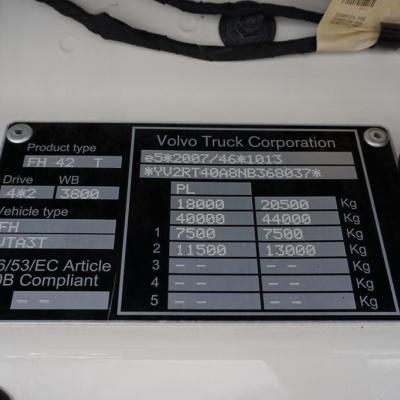 Product type
FH 42 T
Drive WB
4*2 3800
Vehicle type
FH
VTA3T
6/53/EC Article
0B Compliant
-- --
Volvo Truck Corporation
e5*2007/46*1013
*YV2RT40A8NB368037*
PL
18000 20500 Kg
40000 44000 Kg
1 7500 7500 Kg
2 11500 13000 Kg
3 -- -- Kg
4 -- -- Kg
5 -- -- Kg